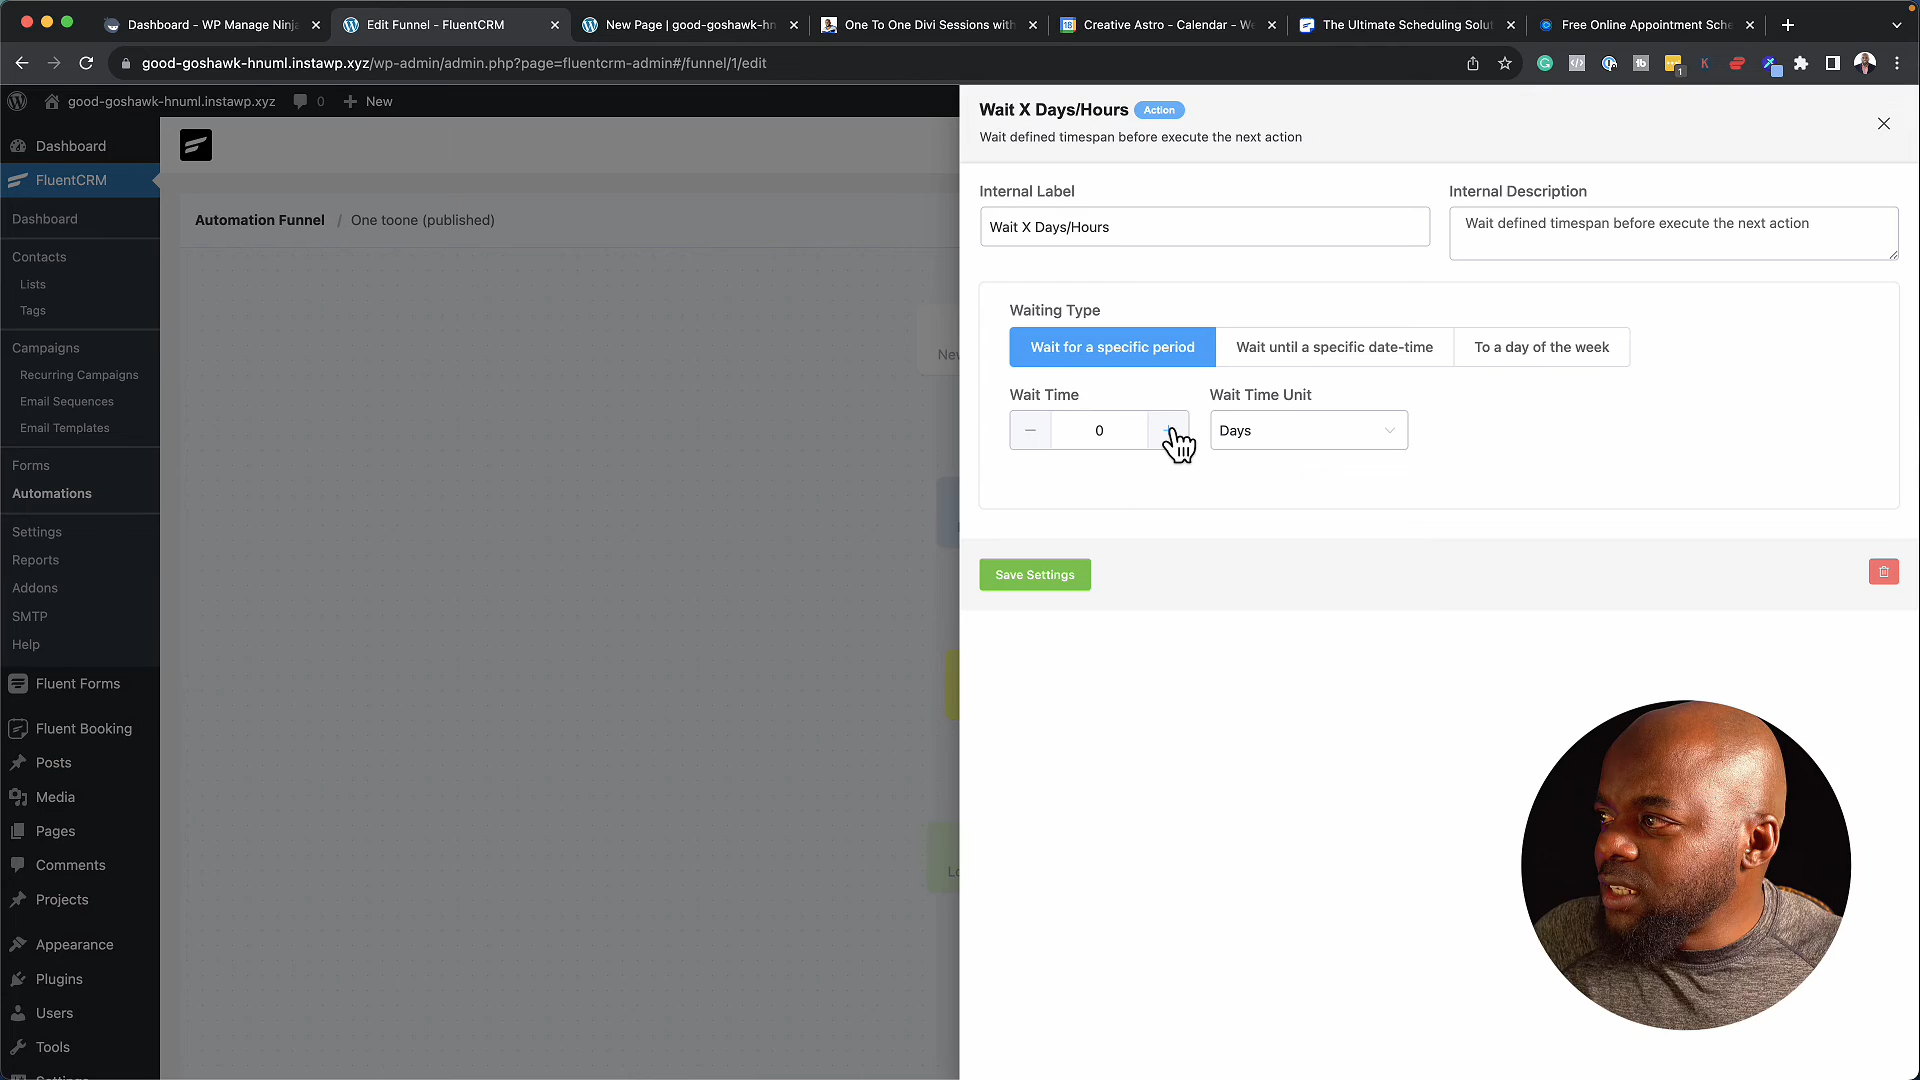 Dashboard - WP Manage Ninja
Edit Funnel - FluentCRM
New Page | good-goshawk-hn
One To One Divi Sessions with
Creative Astro - Calendar - We
The Ultimate Scheduling Solut
Free Online Appointment Sche
good-goshawk-hnuml.instawp.xyz/wp-admin/admin.php?page=fluentcrm-admin#/funnel/1/edit
good-goshawk-hnuml.instawp.xyz
0
New
Dashboard
FluentCRM
Dashboard
Contacts
Lists
Tags
Campaigns
Recurring Campaigns
Email Sequences
Email Templates
Forms
Automations
Settings
Reports
Addons
SMTP
Help
Fluent Forms
Fluent Booking
Posts
Media
Pages
Comments
Projects
Appearance
Plugins
Users
Tools
Automation Funnel / One toone (published)
Wait X Days/Hours Action
Wait defined timespan before execute the next action
Internal Label
Wait X Days/Hours
Internal Description
Wait defined timespan before execute the next action
Waiting Type
Wait for a specific period
Wait until a specific date-time
To a day of the week
Wait Time
0
Wait Time Unit
Days
Save Settings